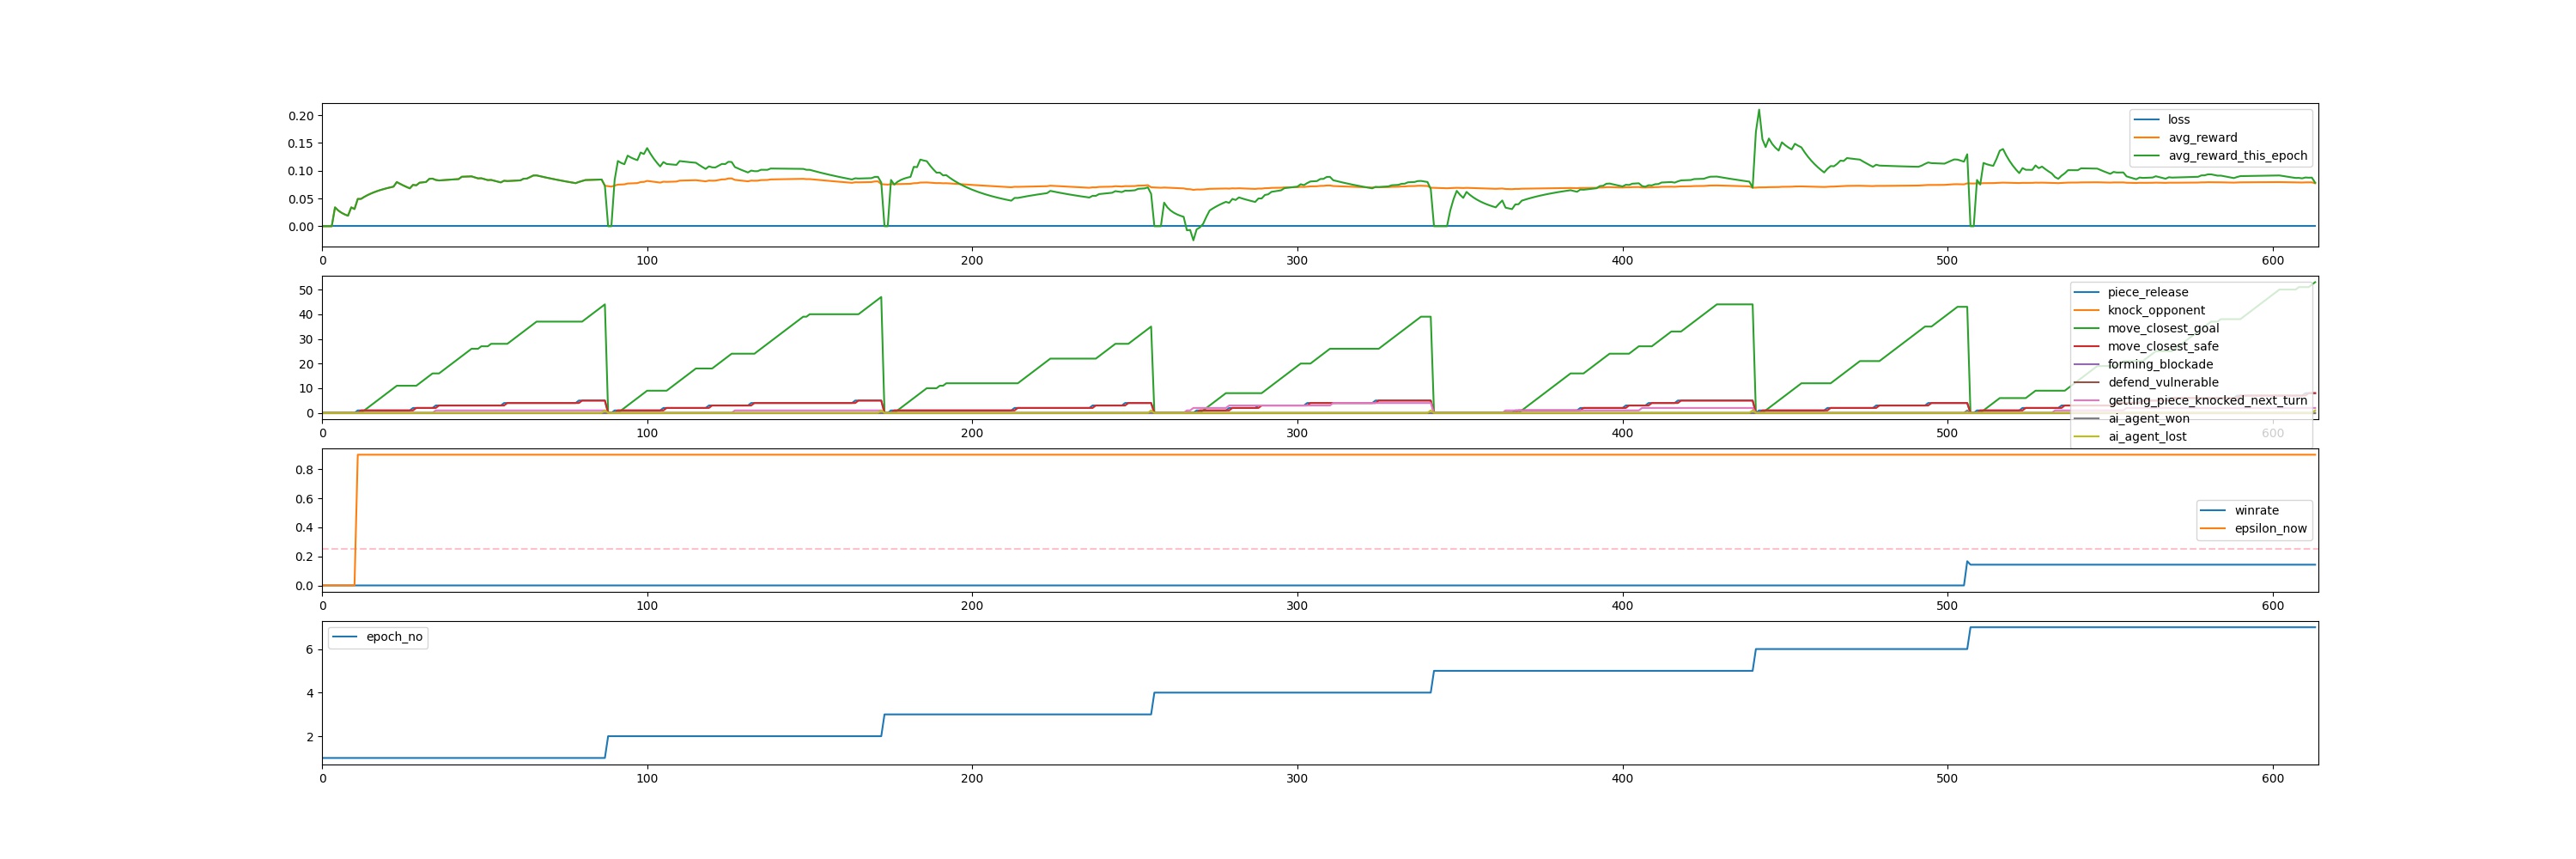 0.20
0.15
0.10
0.05
0.00
loss
avg_reward
avg_reward_this_epoch
0 100 200 300 400 500 600
50
40
30
20
10
0
piece_release
knock_opponent
move_closest_goal
move_closest_safe
forming_blockade
defend_vulnerable
getting_piece_knocked_next_turn
ai_agent_won
ai_agent_lost
0 100 200 300 400 500 600
0.8
0.6
0.4
0.2
0.0
winrate
epsilon_now
0 100 200 300 400 500 600
epoch_no
6
4
2
0 100 200 300 400 500 600